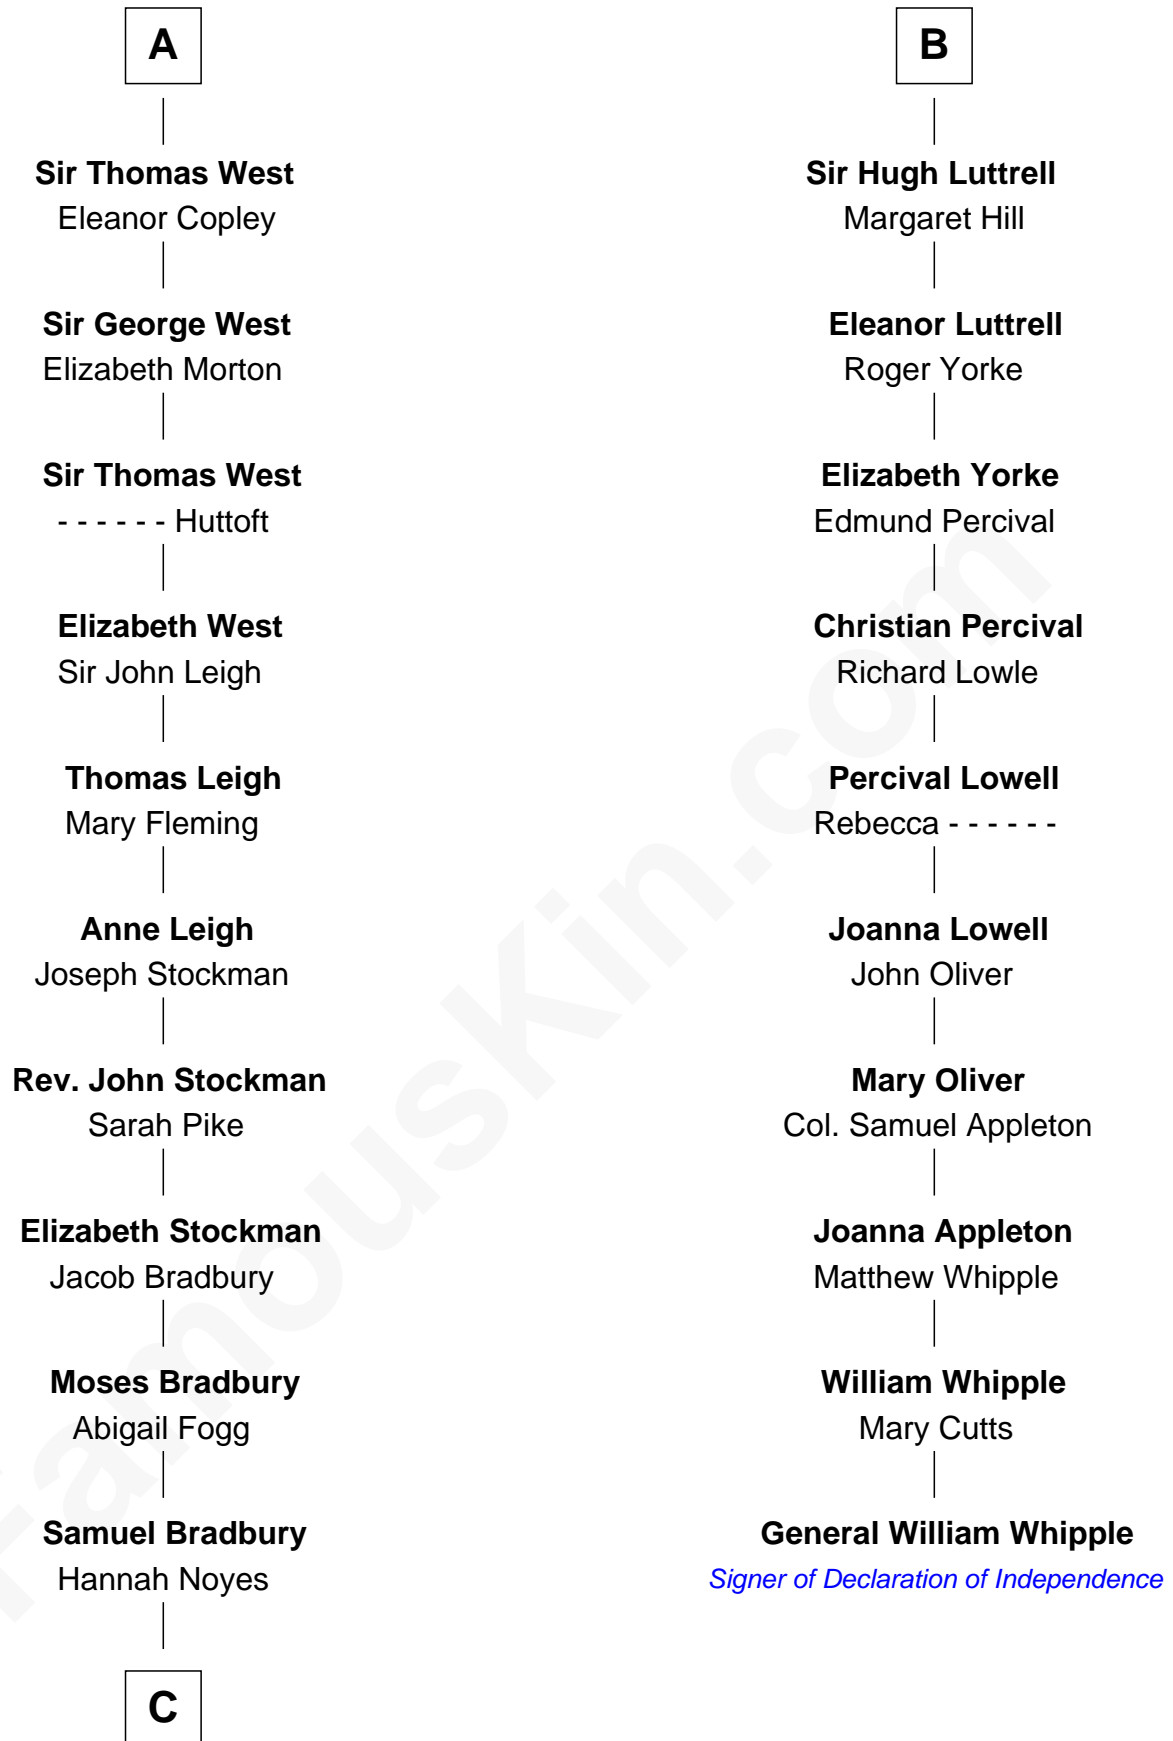 A
Sir Thomas West
Eleanor Copley
Sir George West
Elizabeth Morton
Sir Thomas West
- - - - - - Huttoft
Elizabeth West
Sir John Leigh
Thomas Leigh
Mary Fleming
Anne Leigh
Joseph Stockman
Rev. John Stockman
Sarah Pike
Elizabeth Stockman
Jacob Bradbury
Moses Bradbury
Abigail Fogg
Samuel Bradbury
Hannah Noyes
C
B
Sir Hugh Luttrell
Margaret Hill
Eleanor Luttrell
Roger Yorke
Elizabeth Yorke
Edmund Percival
Christian Percival
Richard Lowle
Percival Lowell
Rebecca - - - - - -
Joanna Lowell
John Oliver
Mary Oliver
Col. Samuel Appleton
Joanna Appleton
Matthew Whipple
William Whipple
Mary Cutts
General William Whipple
Signer of Declaration of Independence
FamousKin.com